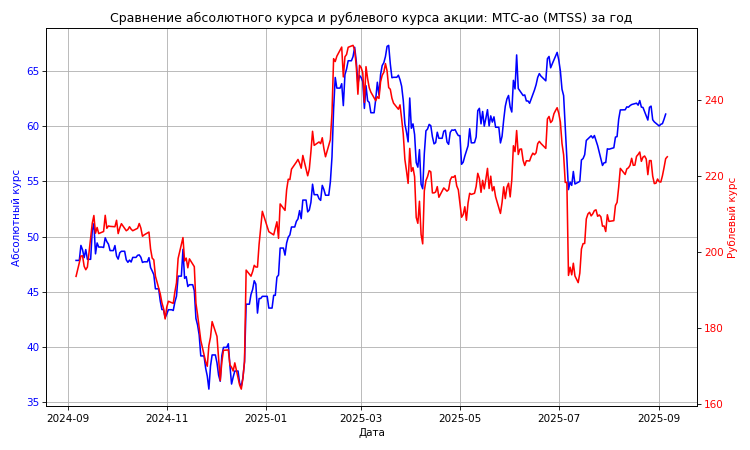 Сравнение абсолютного курса и рублевого курса акции: МТС-ао (MTSS) за год
Абсолютный курс
65
60
55
50
45
40
35
240
220
200
180
160
Рублевый курс
2024-09 2024-11 2025-01 2025-03 2025-05 2025-07 2025-09
Дата